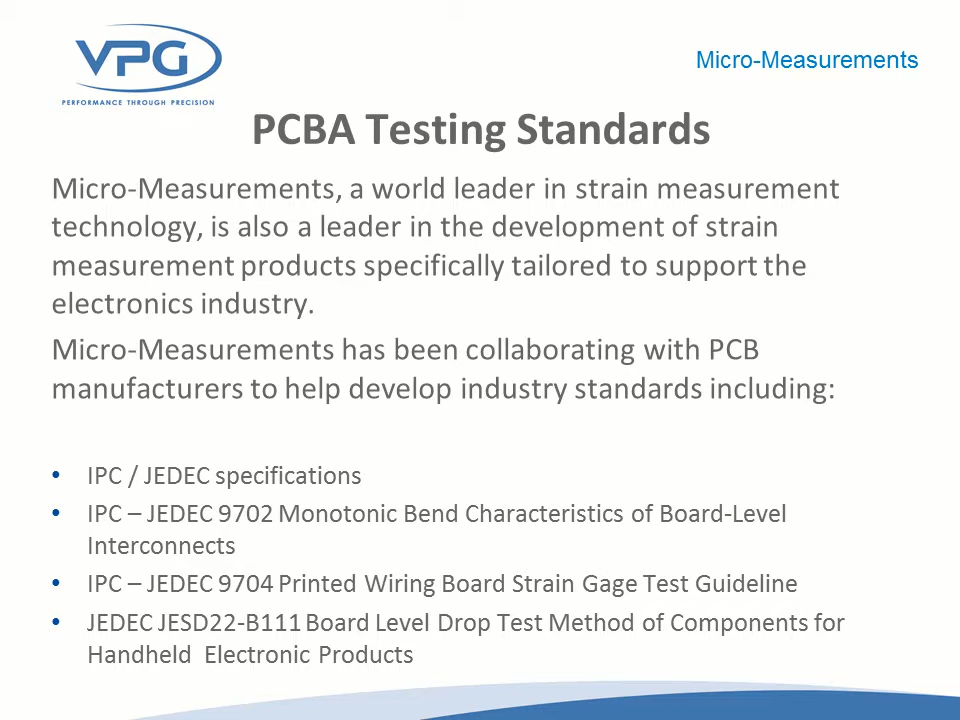 VPG
PERFORMANCE THROUGH PRECISION
Micro-Measurements
PCBA Testing Standards
Micro-Measurements, a world leader in strain measurement
technology, is also a leader in the development of strain
measurement products specifically tailored to support the
electronics industry.
Micro-Measurements has been collaborating with PCB
manufacturers to help develop industry standards including:
• IPC / JEDEC specifications
• IPC – JEDEC 9702 Monotonic Bend Characteristics of Board-Level
Interconnects
• IPC – JEDEC 9704 Printed Wiring Board Strain Gage Test Guideline
• JEDEC JESD22-B111 Board Level Drop Test Method of Components for
Handheld Electronic Products